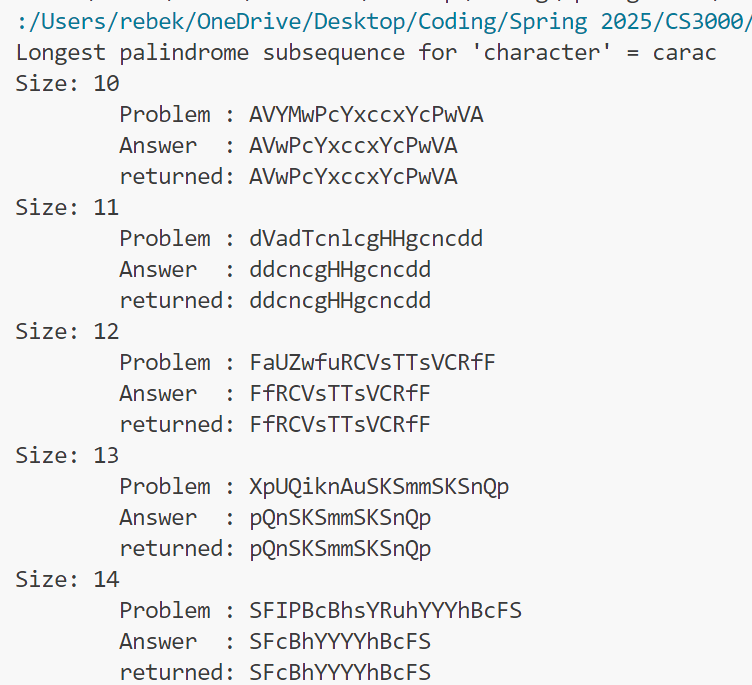 :/Users/rebek/OneDrive/Desktop/Coding/Spring 2025/CS3000/
Longest palindrome subsequence for 'character' = carac
Size: 10
Problem : AVYMwPcYxccxYcPwVA
Answer  : AVwPcYxccxYcPwVA
returned: AVwPcYxccxYcPwVA
Size: 11
Problem : dVadTcnlcgHHgcncdd
Answer  : ddcncgHHgcncdd
returned: ddcncgHHgcncdd
Size: 12
Problem : FaUZwfuRCVsTTsVCRfF
Answer  : FfRCVsTTsVCRfF
returned: FfRCVsTTsVCRfF
Size: 13
Problem : XpUQiknAuSKSmmSKSnQp
Answer  : pQnSKSmmSKSnQp
returned: pQnSKSmmSKSnQp
Size: 14
Problem : SFIPBcBhsYRuhYYYhBcFS
Answer  : SFcBhYYYYhBcFS
returned: SFcBhYYYYhBcFS